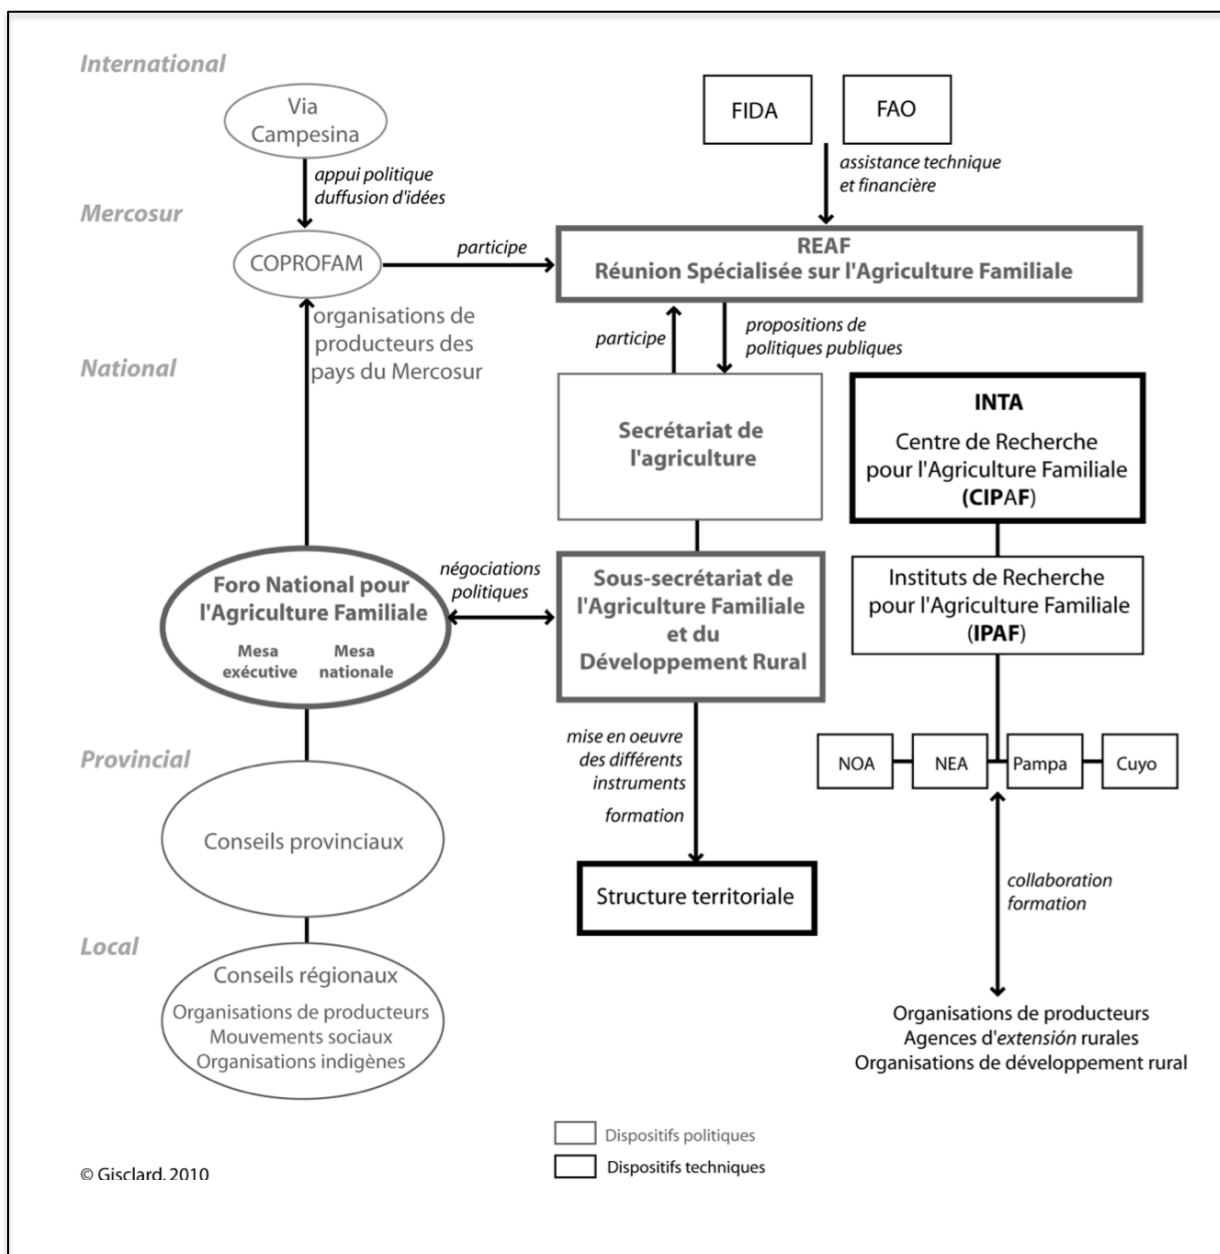 International
Via
Campesina
FIDA
FAO
appui politique
duffusion d'idées
assistance technique
et financière
Mercosur
COPROFAM
participe
REAF
Réunion Spécialisée sur l'Agriculture Familiale
organisations de
producteurs des
pays du Mercosur
participe
propositions de
politiques publiques
National
Secrétariat de
l'agriculture
INTA
Centre de Recherche
pour l'Agriculture Familiale
(CIPAF)
Foro National pour
l'Agriculture Familiale
Mesa
exécutive
Mesa
nationale
négociations
politiques
Sous-secrétariat de
l'Agriculture Familiale
et du
Développement Rural
Instituts de Recherche
pour l'Agriculture Familiale
(IPAF)
mise en oeuvre
des différents
instruments
formation
NOA
NEA
Pampa
Cuyo
Provincial
Conseils provinciaux
Structure territoriale
collaboration
formation
Local
Conseils régionaux
Organisations de producteurs
Mouvements sociaux
Organisations indigènes
Organisations de producteurs
Agences d'extensión rurales
Organisations de développement rural
Dispositifs politiques
Dispositifs techniques
© Gisclard, 2010